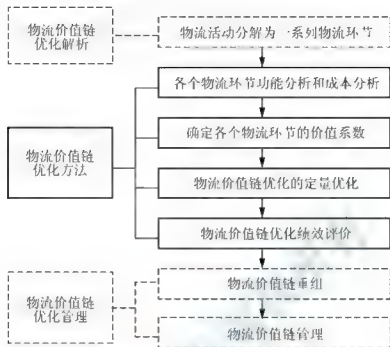 物流价值链
优化解析
物流活动分解为一系列物流环节
各个物流环节功能分析和成本分析
确定各个物流环节的价值系数
物流价值链
优化方法
物流价值链优化的定量优化
物流价值链优化绩效评价
物流价值链重组
物流价值链
优化管理
物流价值链管理